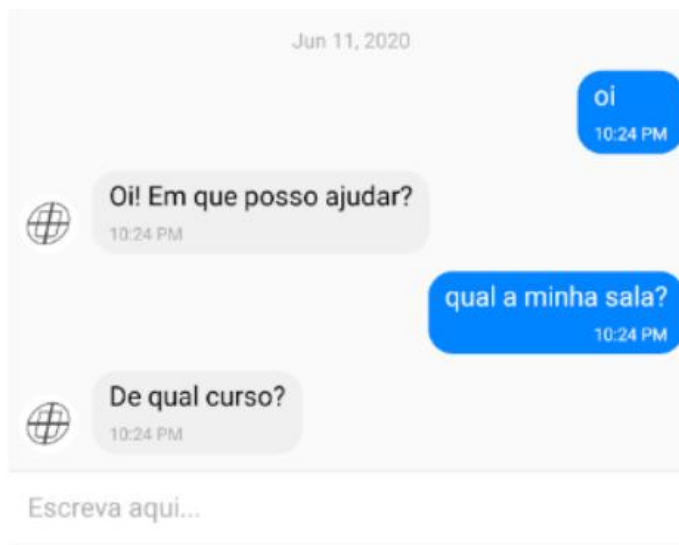 Jun 11, 2020
oi
10:24 PM
Oi! Em que posso ajudar?
10:24 PM
qual a minha sala?
10:24 PM
De qual curso?
10:24 PM
Escreva aqui...